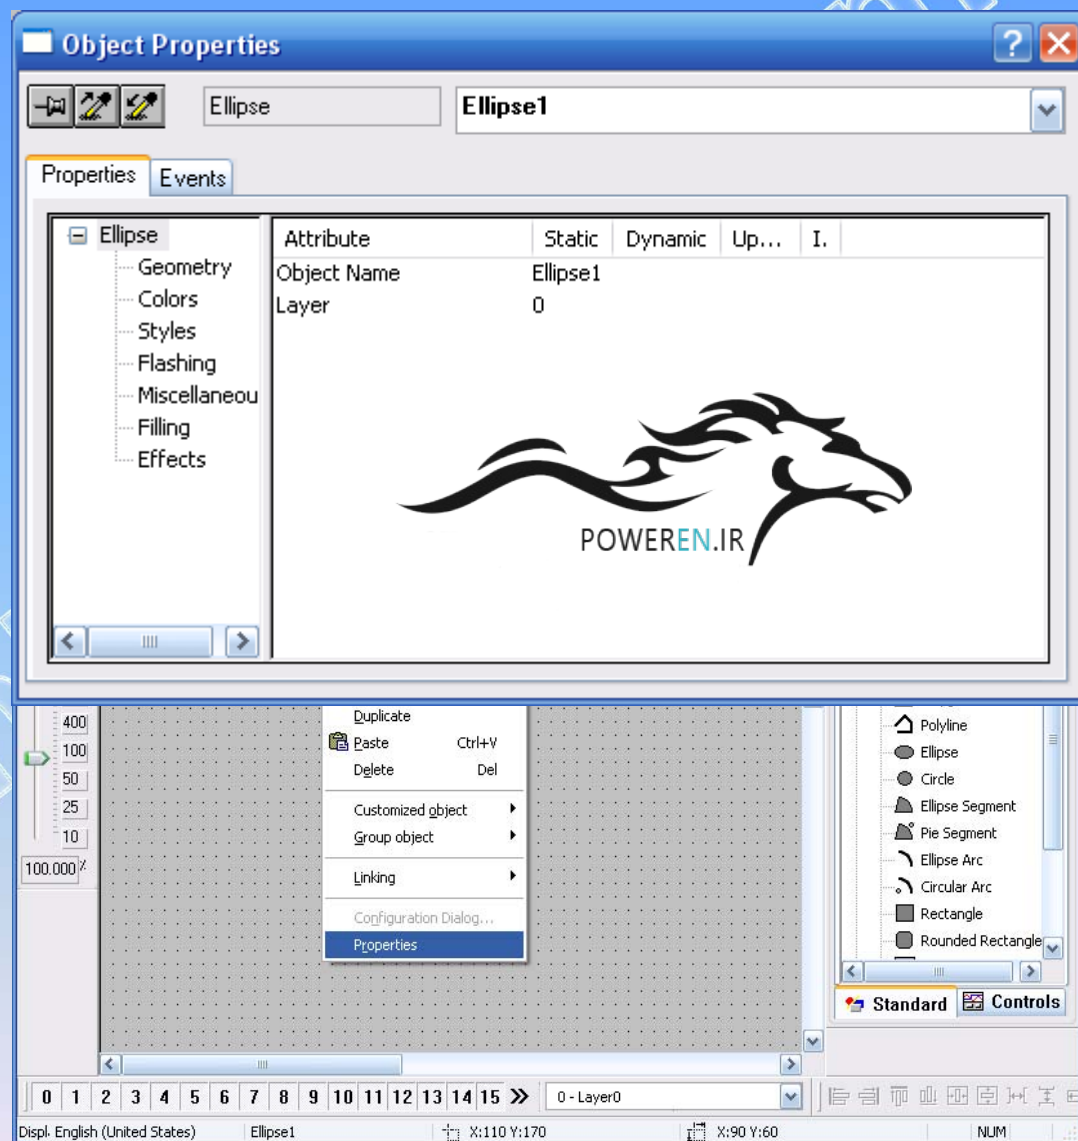 Object Properties
Ellipse
Ellipse1
Properties
Events
Ellipse
Geometry
Colors
Styles
Flashing
Miscellaneou
Filling
Effects
Attribute Static Dynamic Up... I.
Object Name Ellipse1
Layer 0
POWEREN.IR
400
100
50
25
10
100.000 %
Duplicate
Paste Ctrl+V
Delete Del
Customized object
Group object
Linking
Configuration Dialog...
Properties
Polyline
Ellipse
Circle
Ellipse Segment
Pie Segment
Ellipse Arc
Circular Arc
Rectangle
Rounded Rectangle
Standard
Controls
0 1 2 3 4 5 6 7 8 9 10 11 12 13 14 15
0 - Layer0
Displ. English (United States) Ellipse1 X:110 Y:170 X:90 Y:60 NUM